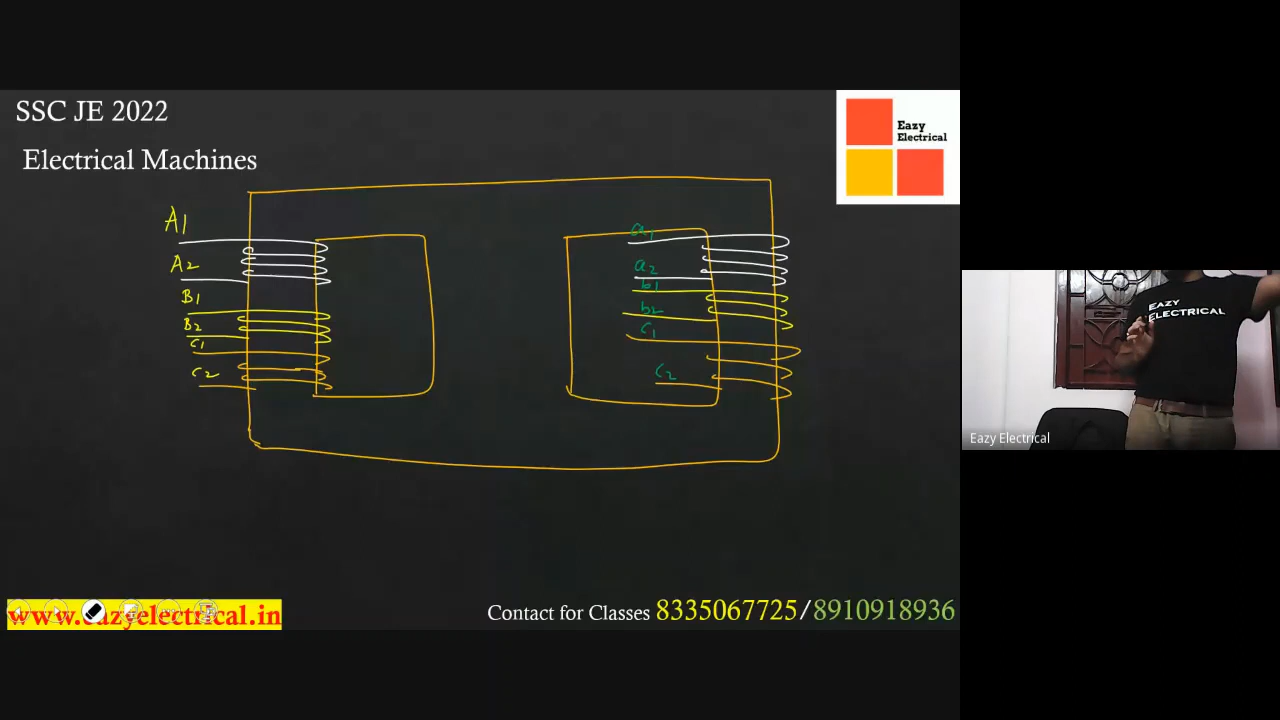 SSC JE 2022
Electrical Machines
Eazy
Electrical
A1
A2
B1
B2
C1
C2
a1
a2
b1
b2
C1
C2
EAZY
ELECTRICAL
Eazy Electrical
www.eazyelectrical.in
Contact for Classes 8335067725/8910918936